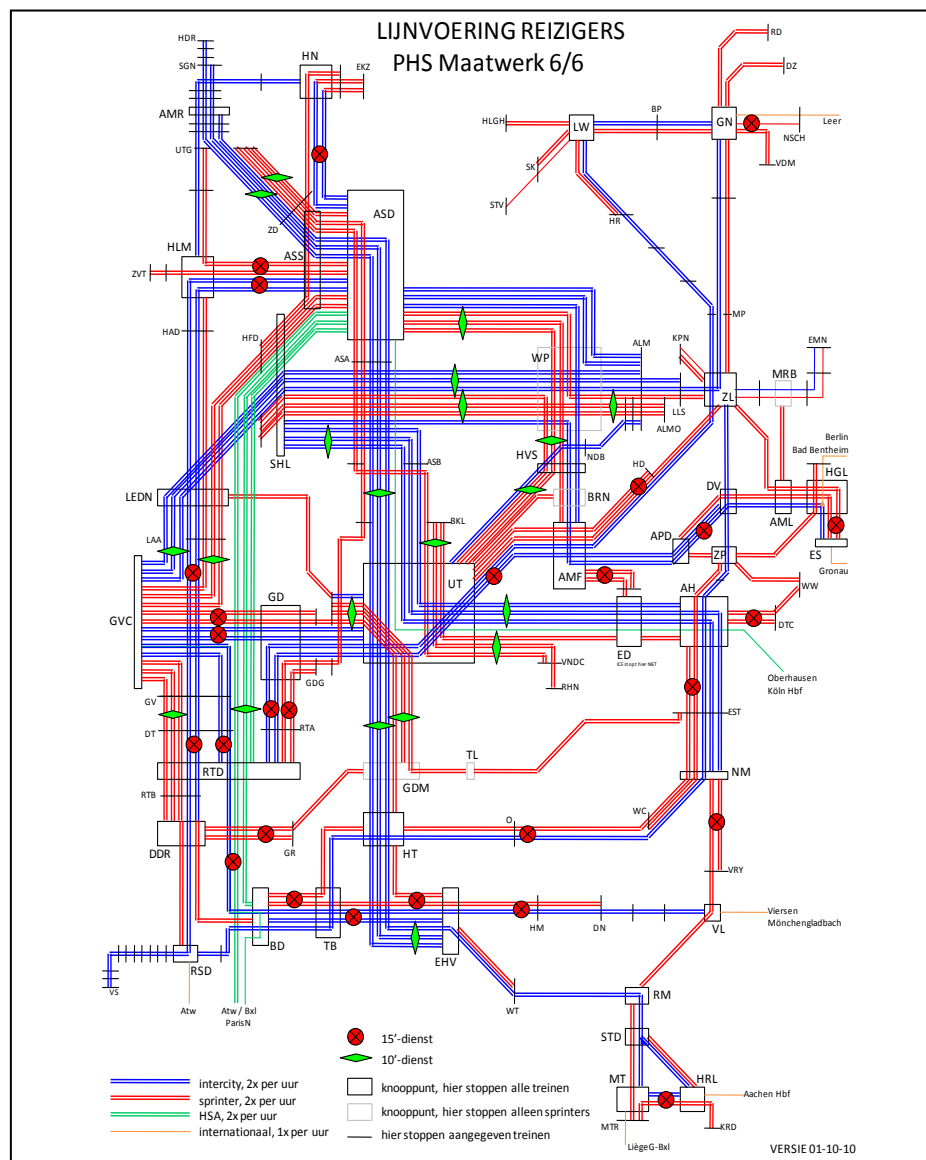 LIJNVOERING REIZIGERS
PHS Maatwerk 6/6
HDR
SGN
HN
EKZ
AMR
UTG
ZD
ASD
ASS
HLM
ZVT
HAD
HFD
SHL
ASA
ASB
WP
ALM
LLS
ALMO
NDB
HVS
BRN
LEDN
LAA
GVC
GD
GDG
UT
BKL
AMF
GV
DT
RTA
RTD
RTB
DDR
GR
VNDC
RHN
GDM
TL
HT
O
WC
RD
DZ
HLGH
LW
BP
GN
Leer
NSCH
VDM
SK
STV
HR
MP
KPN
ZL
EMN
MRB
Berlin
Bad Bentheim
HGL
HD
DV
AML
APD
ZP
ES
Gronau
WW
AH
DTC
ED
ICE stopt hier NIET
Oberhausen
Köln Hbf
EST
NM
VRY
VL
Viersen
Mönchengladbach
BD
TB
EHV
HM
DN
WT
RSD
VS
Atw
Atw / Bxl
ParisN
RM
STD
MT
HRL
Aachen Hbf
MTR
KRD
LiègeG-Bxl
15'-dienst
10'-dienst
intercity, 2x per uur
sprinter, 2x per uur
HSA, 2x per uur
internationaal, 1x per uur
knooppunt, hier stoppen alle treinen
knooppunt, hier stoppen alleen sprinters
hier stoppen aangegeven treinen
VERSIE 01-10-10